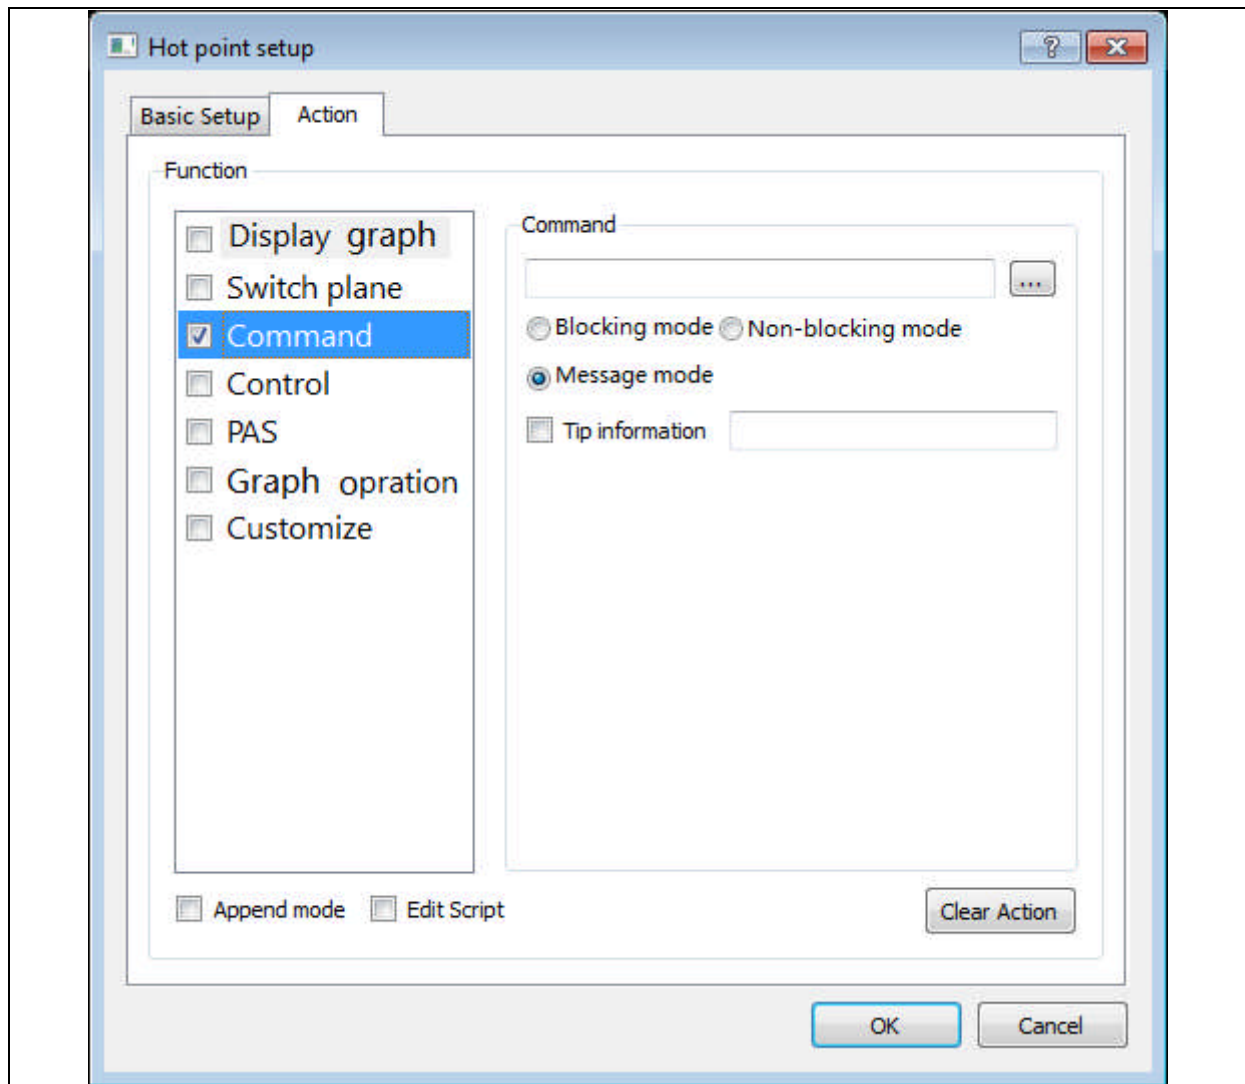 Hot point setup
Basic Setup Action
Function
Display graph
Switch plane
Command
Control
PAS
Graph opration
Customize
Command
...
Blocking mode Non-blocking mode
Message mode
Tip information
Append mode Edit Script
Clear Action
OK Cancel